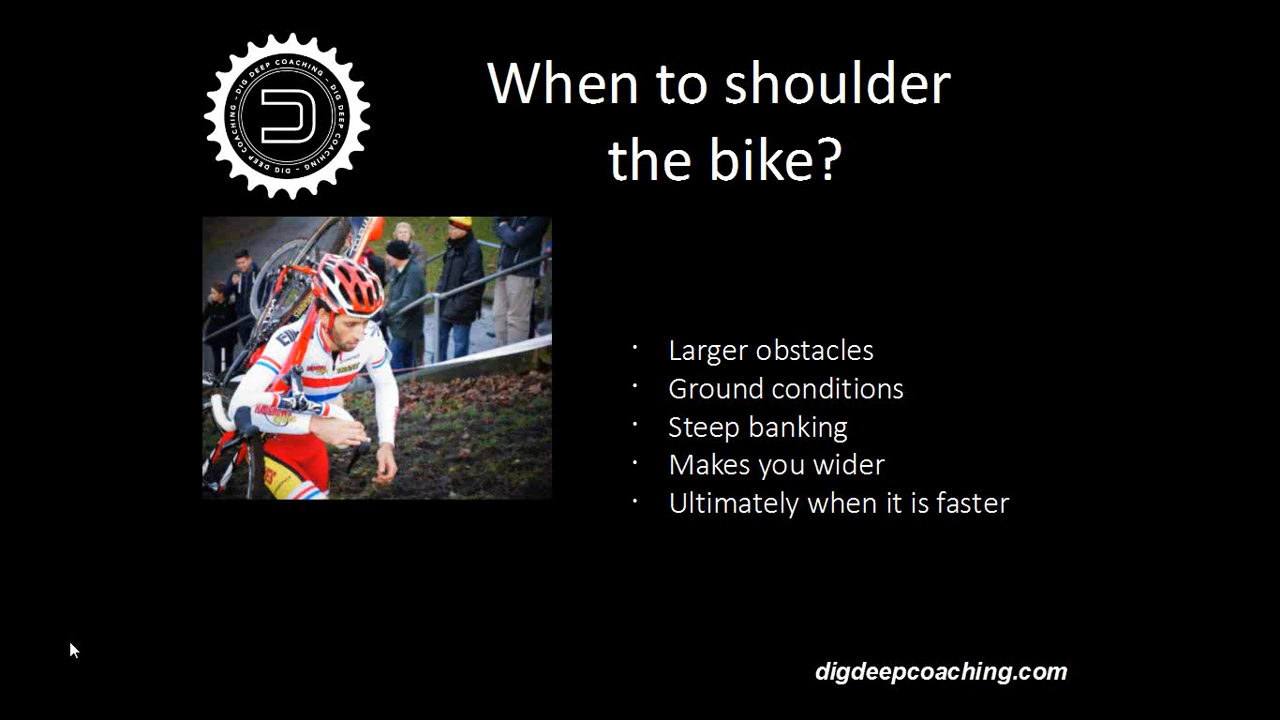 DIG DEEP COACHING - DIG DEEP COACHING - DIG DEEP COACHING -
When to shoulder
the bike?
· Larger obstacles
· Ground conditions
· Steep banking
· Makes you wider
· Ultimately when it is faster
digdeepcoaching.com